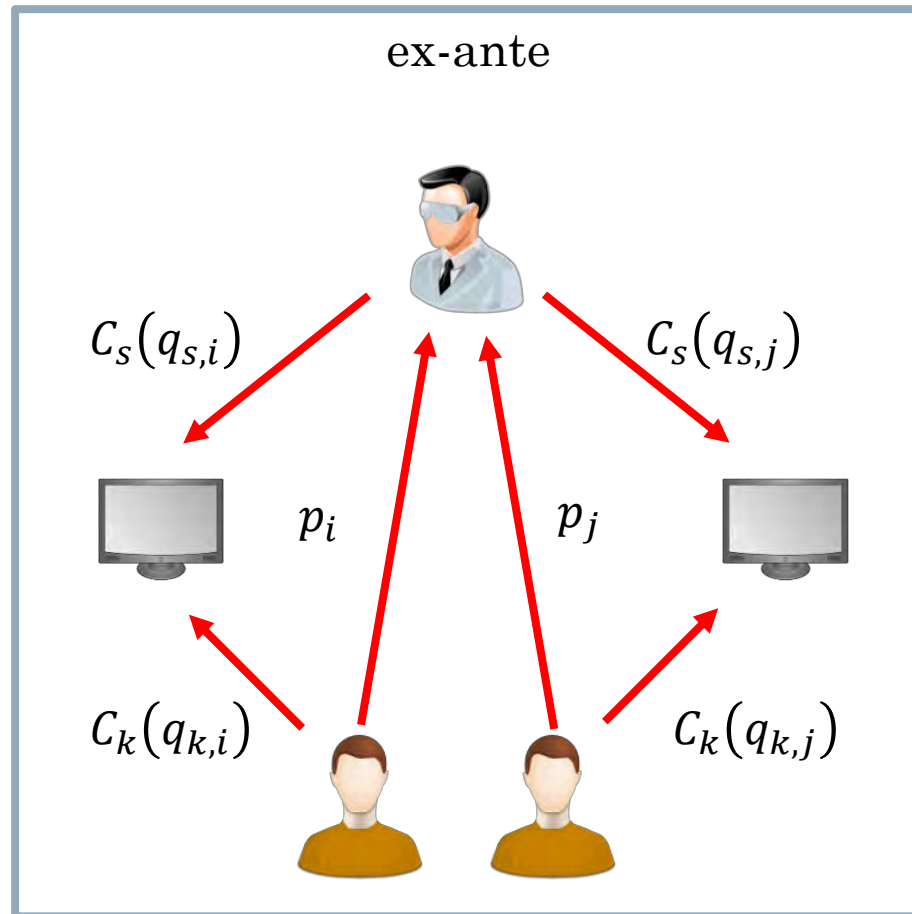 ex-ante
C_s(q_{s,i})
C_s(q_{s,j})
p_i
p_j
C_k(q_{k,i})
C_k(q_{k,j})